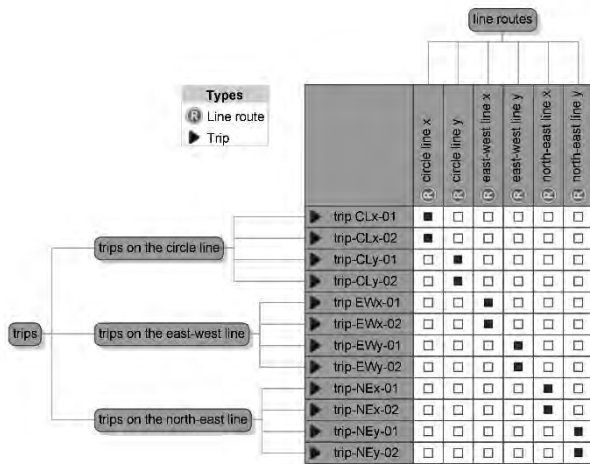 line routes
Types
R Line route
Trip
R circle line x
R circle line y
R east-west line x
R east-west line y
R north-east line x
R north-east line y
trips
trips on the circle line
trips on the east-west line
trips on the north-east line
trip CLx-01
trip-CLx-02
trip-CLy-01
trip-CLy-02
trip EWx-01
trip-EWx-02
trip-EWy-01
trip-EWy-02
trip-NEx-01
trip-NEx-02
trip-NEy-01
trip-NEy-02